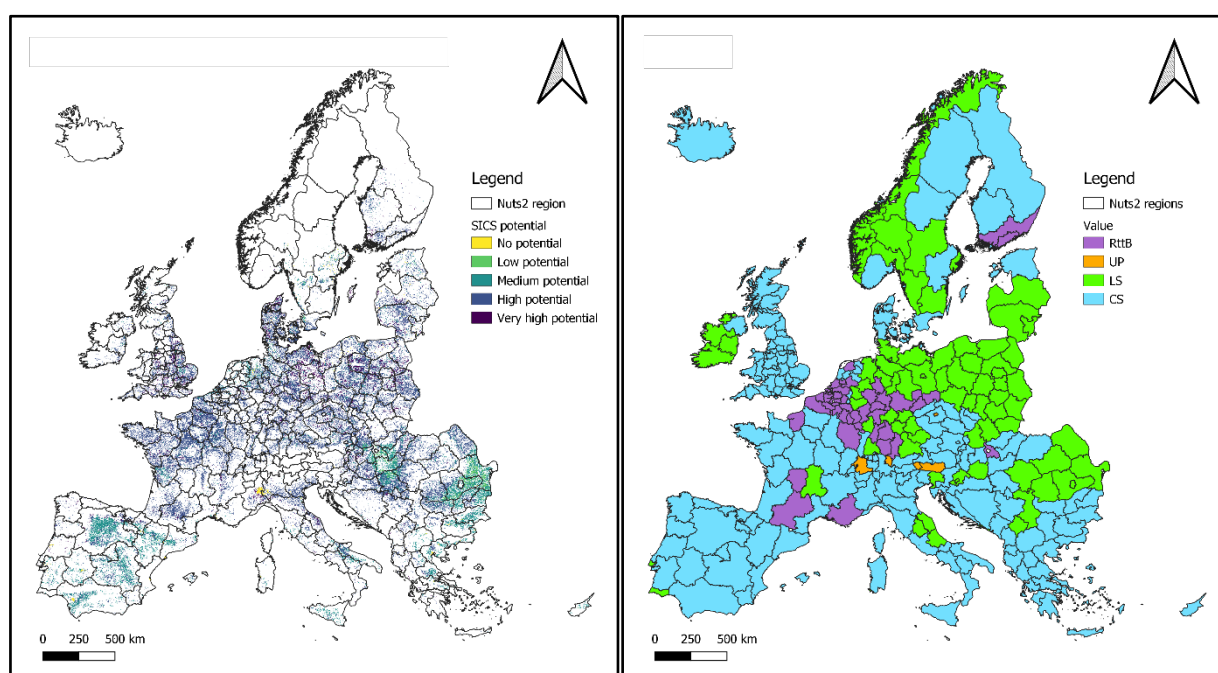 Legend
Nuts2 region
SICS potential
No potential
Low potential
Medium potential
High potential
Very high potential
0 250 500 km
Legend
Nuts2 regions
Value
RttB
UP
LS
CS
0 250 500 km